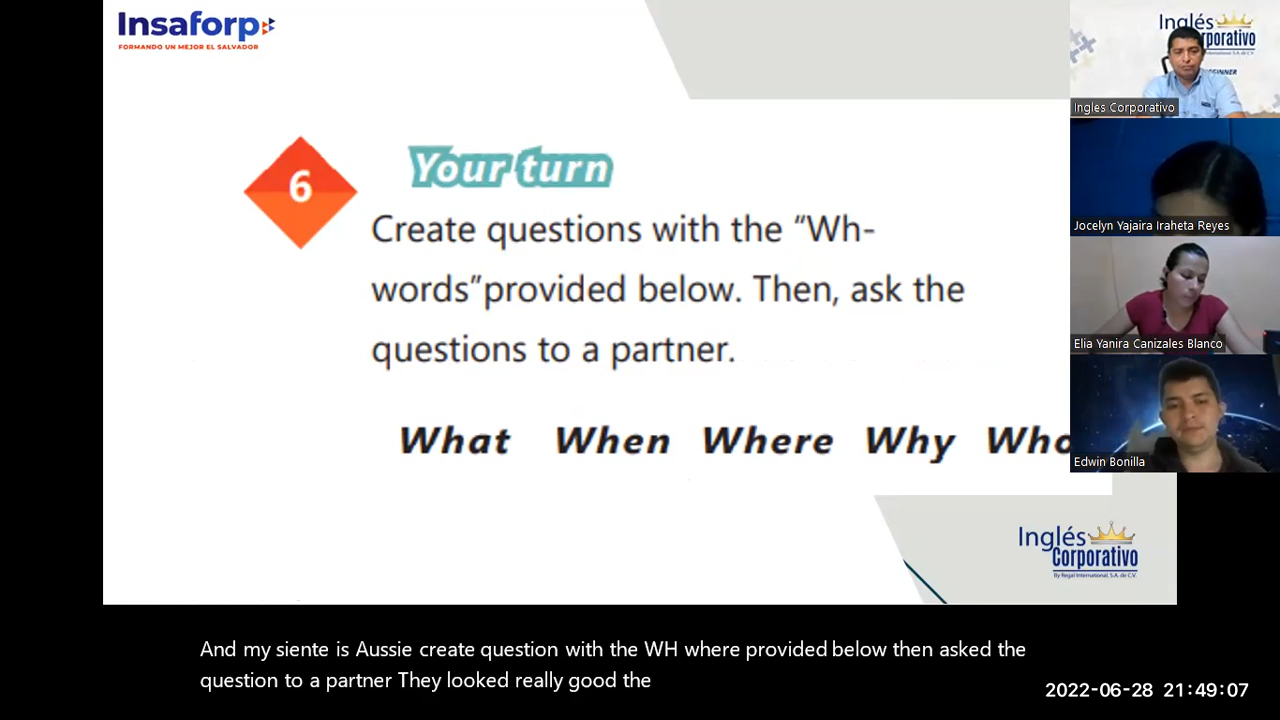 Insaforp
FORMANDO UN MEJOR EL SALVADOR
6
Your turn
Create questions with the “Wh-
words”provided below. Then, ask the
questions to a partner.
What When Where Why Who
Inglés
Corporativo
By Regal International, S.A. de C.V.
Inglés
Corporativo
Ingles Corporativo
Jocelyn Yajaira Iraheta Reyes
Elia Yanira Canizales Blanco
Edwin Bonilla
And my siente is Aussie create question with the WH where provided below then asked the
question to a partner They looked really good the
2022-06-28 21:49:07